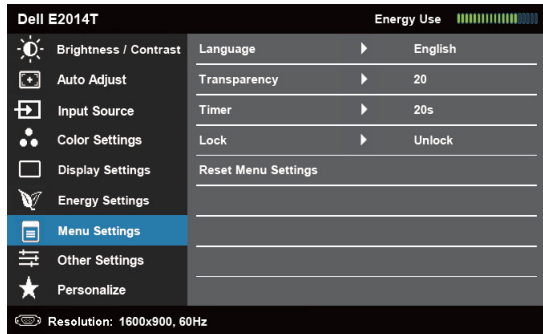 Dell E2014T Energy Use
Brightness / Contrast Language English
Auto Adjust Transparency 20
Input Source Timer 20s
Color Settings Lock Unlock
Display Settings Reset Menu Settings
Energy Settings
Menu Settings
Other Settings
Personalize
Resolution: 1600x900, 60Hz